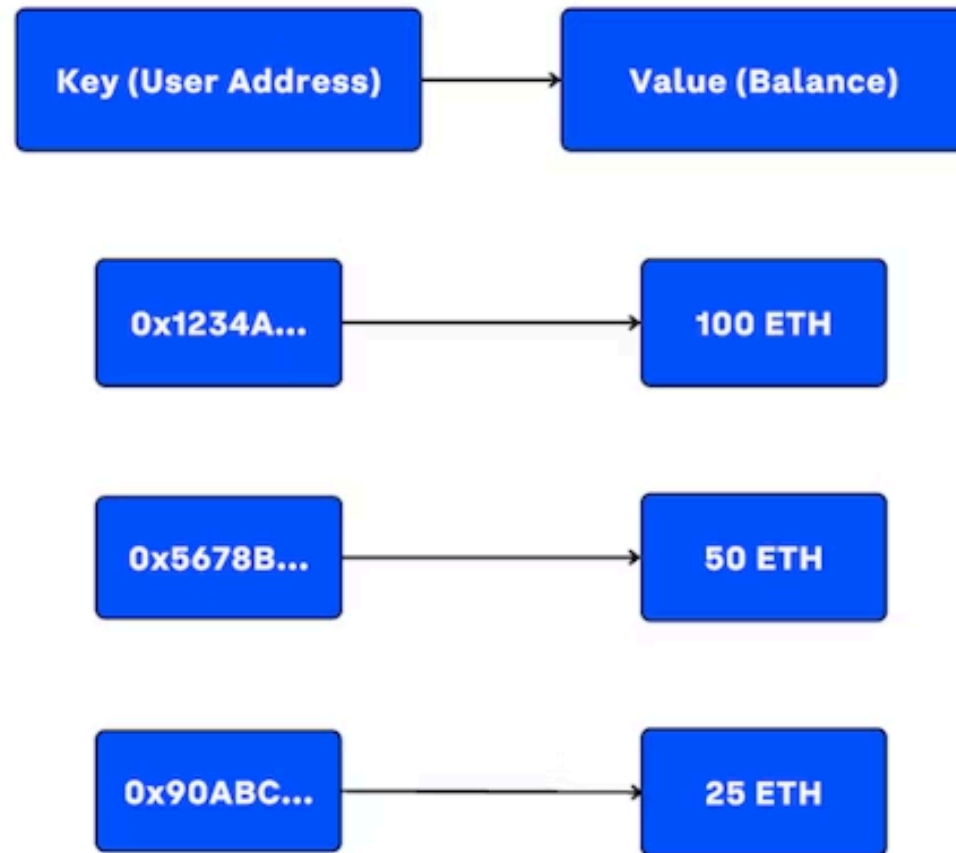 Key (User Address)
Value (Balance)
0x1234A...
100 ETH
0x5678B...
50 ETH
0x90ABC...
25 ETH